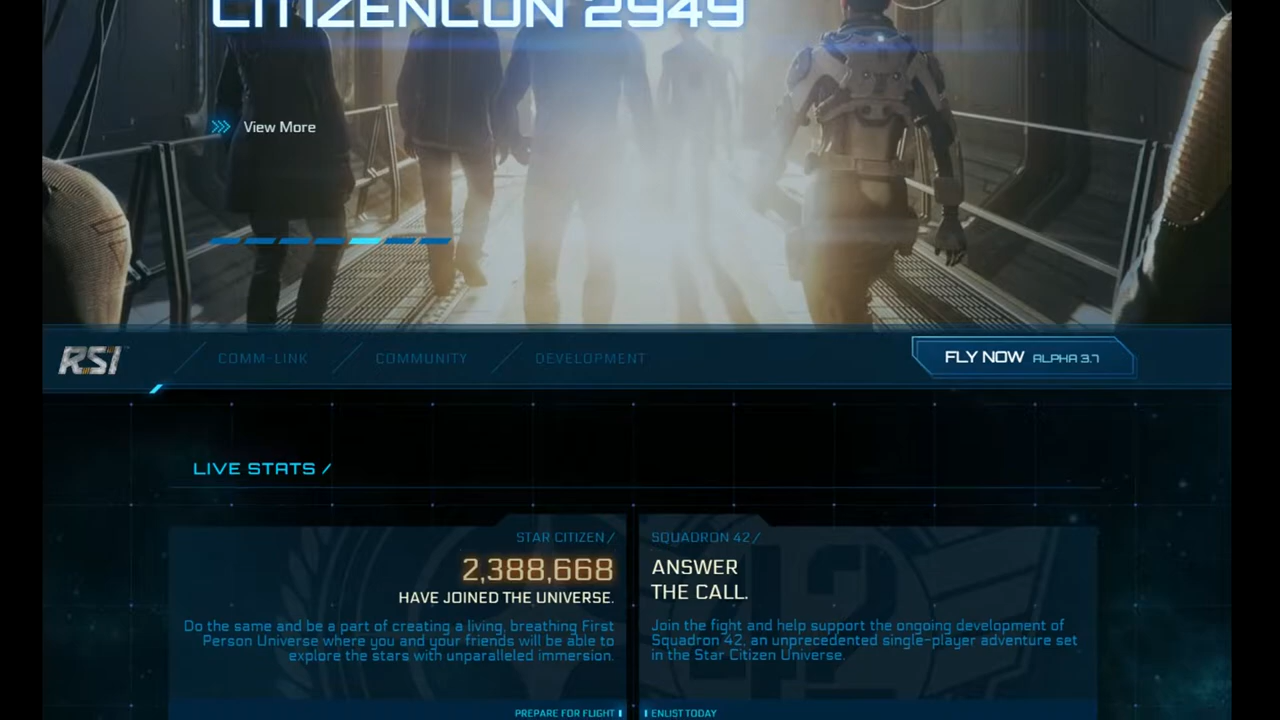 CITIZENCON 2949
View More
RSI
COMM-LINK
COMMUNITY
DEVELOPMENT
FLY NOW ALPHA 3.7
LIVE STATS /
STAR CITIZEN /
2,388,668
HAVE JOINED THE UNIVERSE.
Do the same and be a part of creating a living, breathing First
Person Universe where you and your friends will be able to
explore the stars with unparalleled immersion.
PREPARE FOR FLIGHT
SQUADRON 42 /
ANSWER
THE CALL.
Join the fight and help support the ongoing development of
Squadron 42, an unprecedented single-player adventure set
in the Star Citizen Universe.
ENLIST TODAY
42